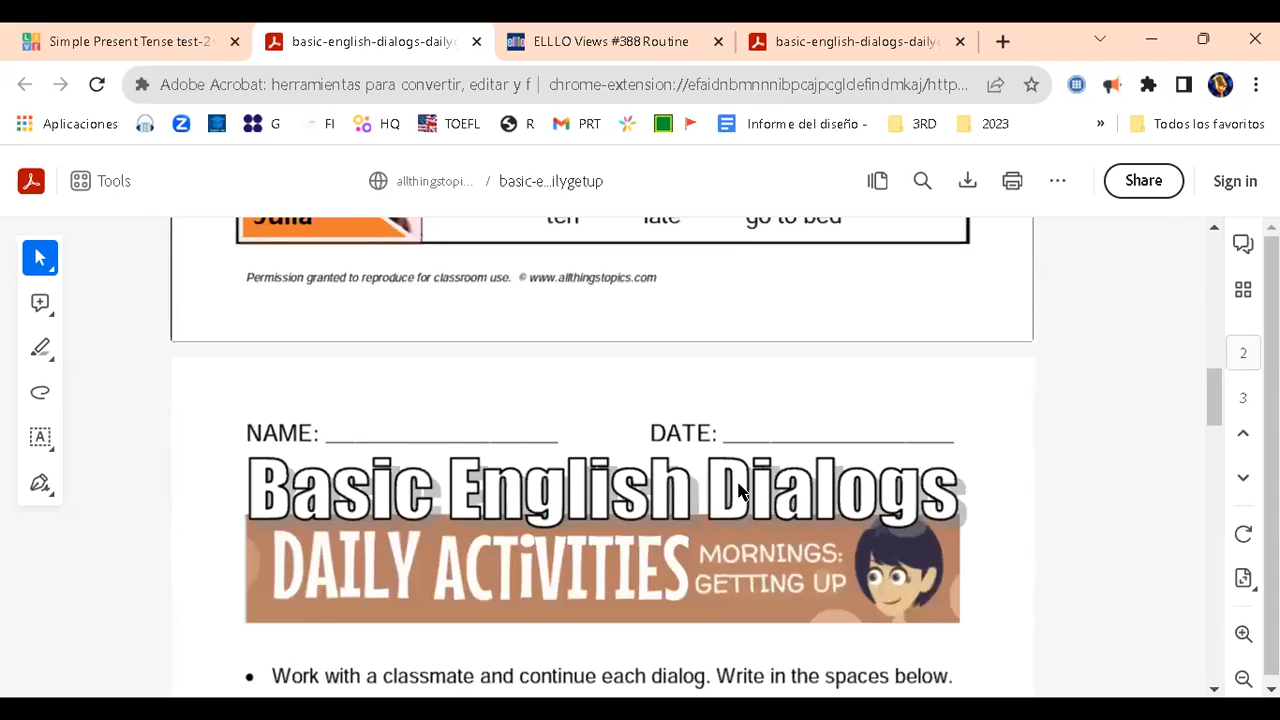 Simple Present Tense test-2
basic-english-dialogs-daily
ELLLO Views #388 Routine
basic-english-dialogs-daily
Adobe Acrobat: herramientas para convertir, editar y f
chrome-extension://efaidnbmnnnibpcajpcglclefindmkaj/http...
Aplicaciones
G
FI
HQ
TOEFL
R
PRT
Informe del diseño -
3RD
2023
»
Todos los favoritos
Tools
allthingstopi... / basic-e...ilygetup
Share
Sign in
Julia
ten late go to bed
Permission granted to reproduce for classroom use. © www.allthingstopics.com
2
3
NAME: ____________________ DATE: ____________________
Basic English Dialogs
DAILY ACTiVITIES
MORNINGS:
GETTING UP
• Work with a classmate and continue each dialog. Write in the spaces below.